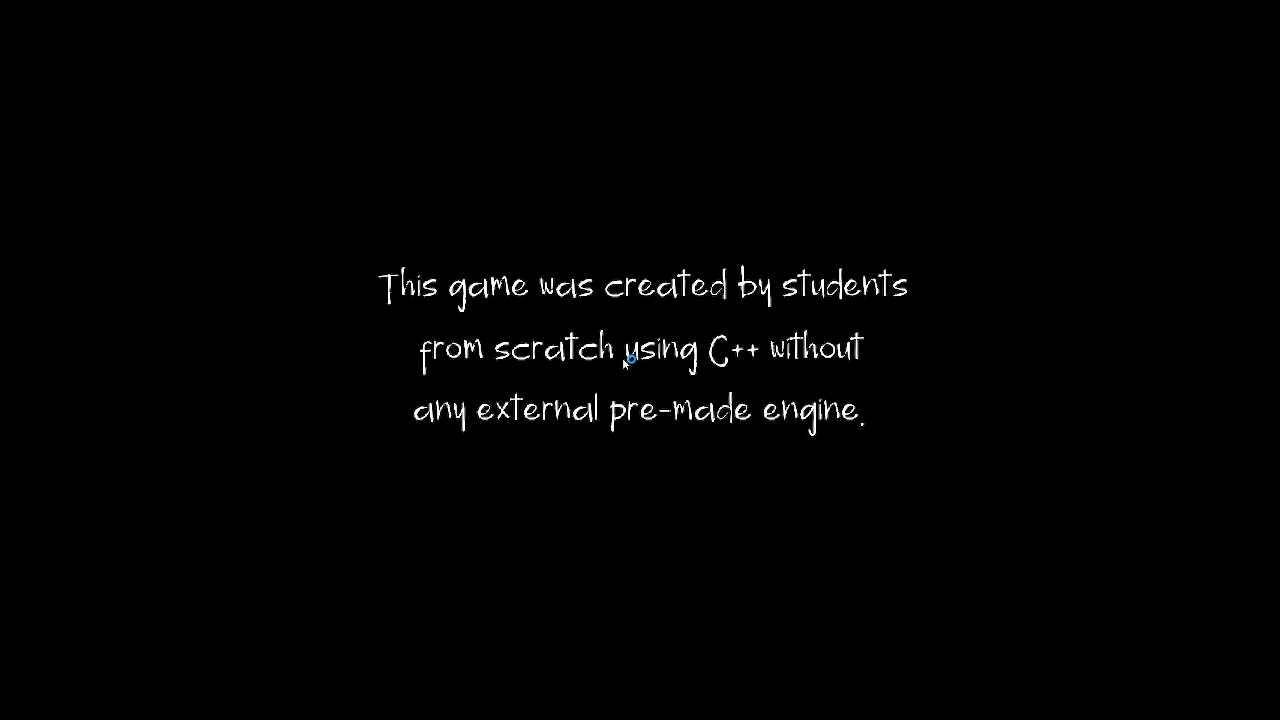 This game was created by students
from scratch using C++ without
any external pre-made engine.